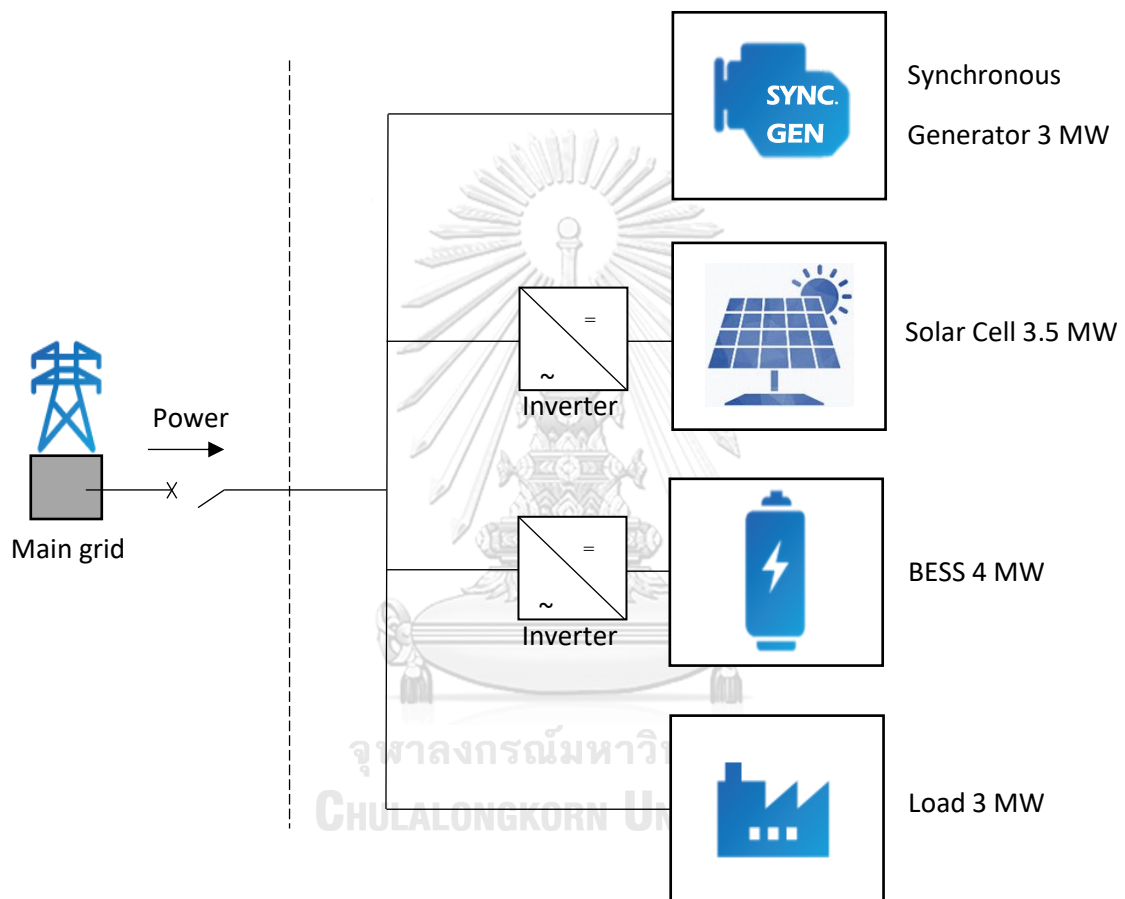 Synchronous
Generator 3 MW
SYNC.
GEN
=
~
Inverter
Solar Cell 3.5 MW
Power
Main grid
=
~
Inverter
BESS 4 MW
Load 3 MW
จุฬาลงกรณ์มหาวิ
CHULALONGKORN UN